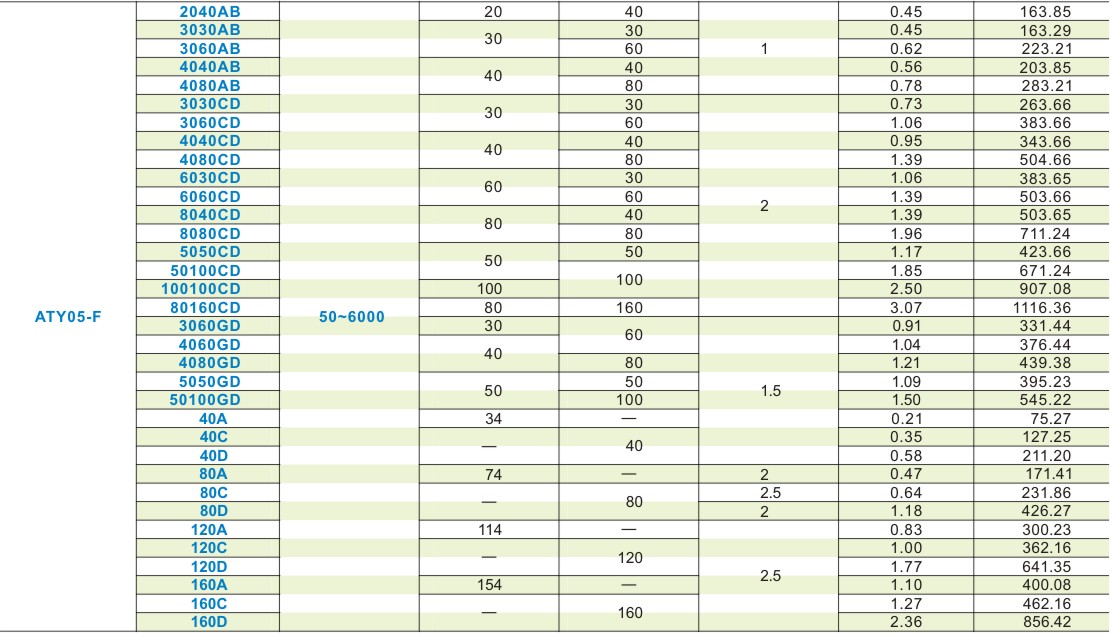 2040AB 20 40 0.45 163.85
3030AB 30 30 0.45 163.29
3060AB 60 1 0.62 223.21
4040AB 40 40 0.56 203.85
4080AB 80 0.78 283.21
3030CD 30 30 0.73 263.66
3060CD 60 1.06 383.66
4040CD 40 40 0.95 343.66
4080CD 80 1.39 504.66
6030CD 60 30 1.06 383.65
6060CD 60 2 1.39 503.66
8040CD 80 40 1.39 503.65
8080CD 80 1.96 711.24
5050CD 50 50 1.17 423.66
50100CD 100 1.85 671.24
100100CD 100 2.50 907.08
ATY05-F 80160CD 50~6000 80 160 3.07 1116.36
3060GD 30 60 0.91 331.44
4060GD 40 1.04 376.44
4080GD 80 1.21 439.38
5050GD 50 50 1.5 1.09 395.23
50100GD 100 1.50 545.22
40A 34 — 0.21 75.27
40C — 40 0.35 127.25
40D 0.58 211.20
80A 74 — 2 0.47 171.41
80C — 80 2.5 0.64 231.86
80D 2 1.18 426.27
120A 114 — 0.83 300.23
120C — 120 1.00 362.16
120D 2.5 1.77 641.35
160A 154 — 1.10 400.08
160C — 160 1.27 462.16
160D 2.36 856.42